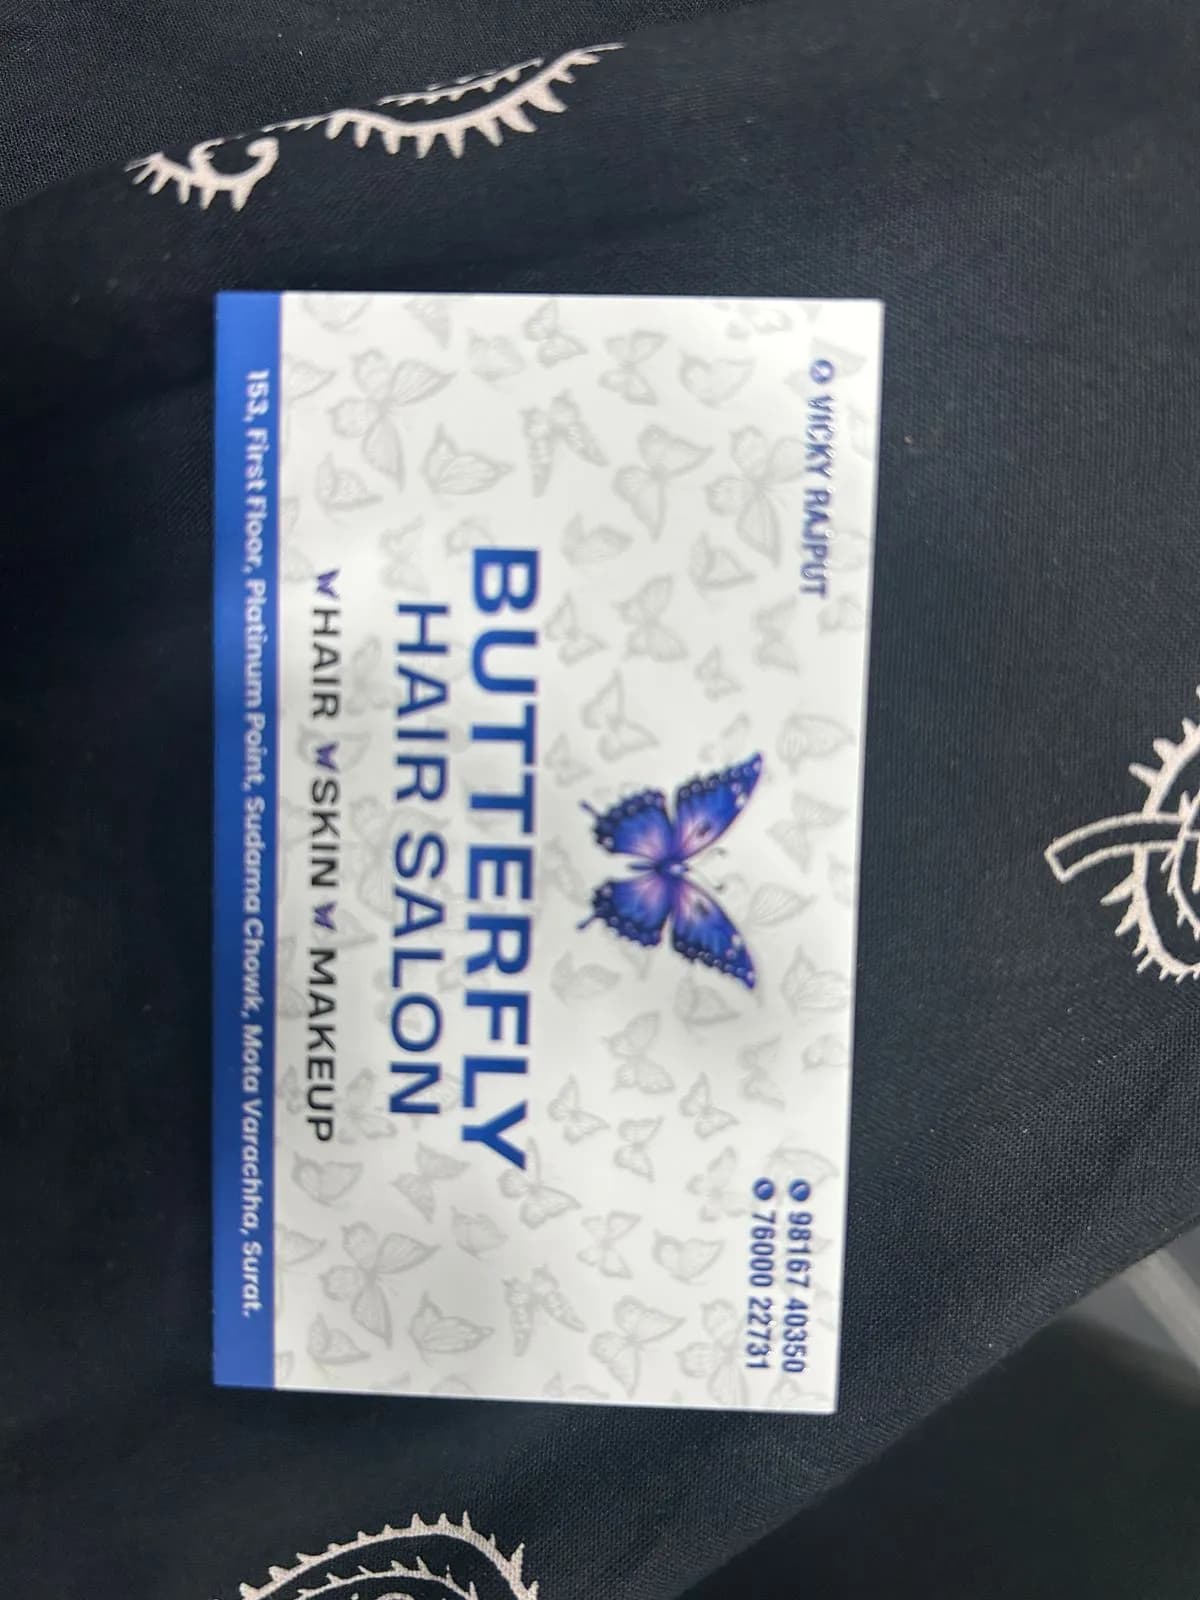 VICKY RAJPUT
98167 40350
76000 22731
BUTTERFLY
HAIR SALON
HAIR SKIN MAKEUP
153, First Floor, Platinum Point, Sudama Chowk, Mota Varachha, Surat.